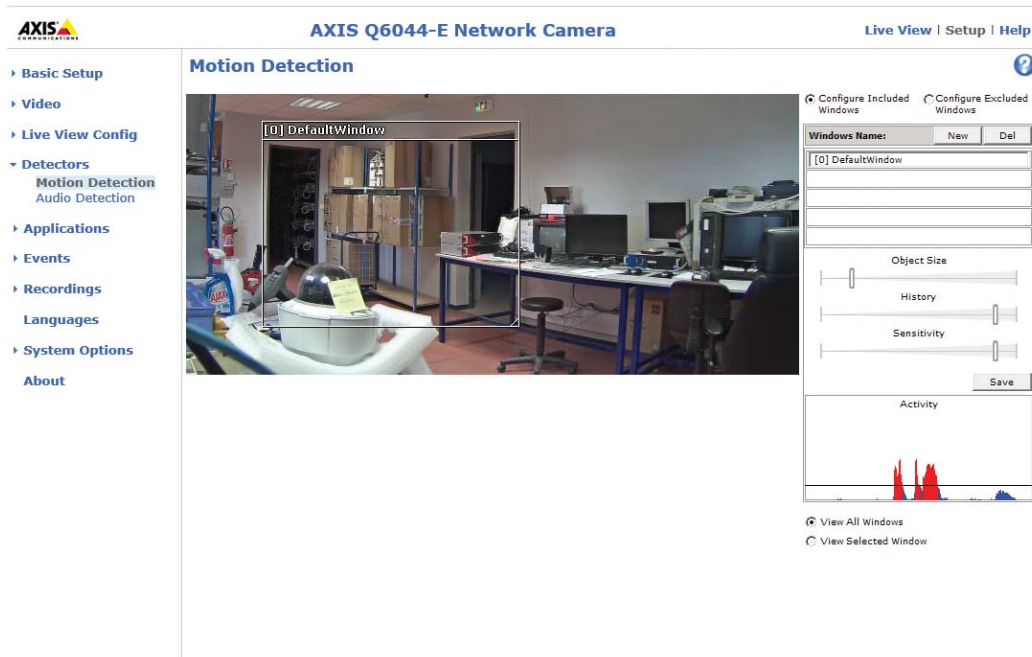 AXIS
COMMUNICATIONS
AXIS Q6044-E Network Camera
Live View | Setup | Help
Basic Setup
Video
Live View Config
Detectors
Motion Detection
Audio Detection
Applications
Events
Recordings
Languages
System Options
About
Motion Detection
?
[0] DefaultWindow
AJAX
Configure Included Windows
Configure Excluded Windows
Windows Name:
New
Del
[0] DefaultWindow
Object Size
History
Sensitivity
Save
Activity
View All Windows
View Selected Window